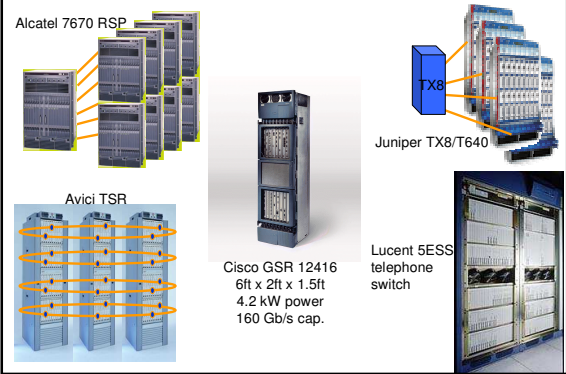 Alcatel 7670 RSP
TX8
Juniper TX8/T640
Avici TSR
Cisco GSR 12416
6ft x 2ft x 1.5ft
4.2 kW power
160 Gb/s cap.
Lucent 5ESS
telephone
switch